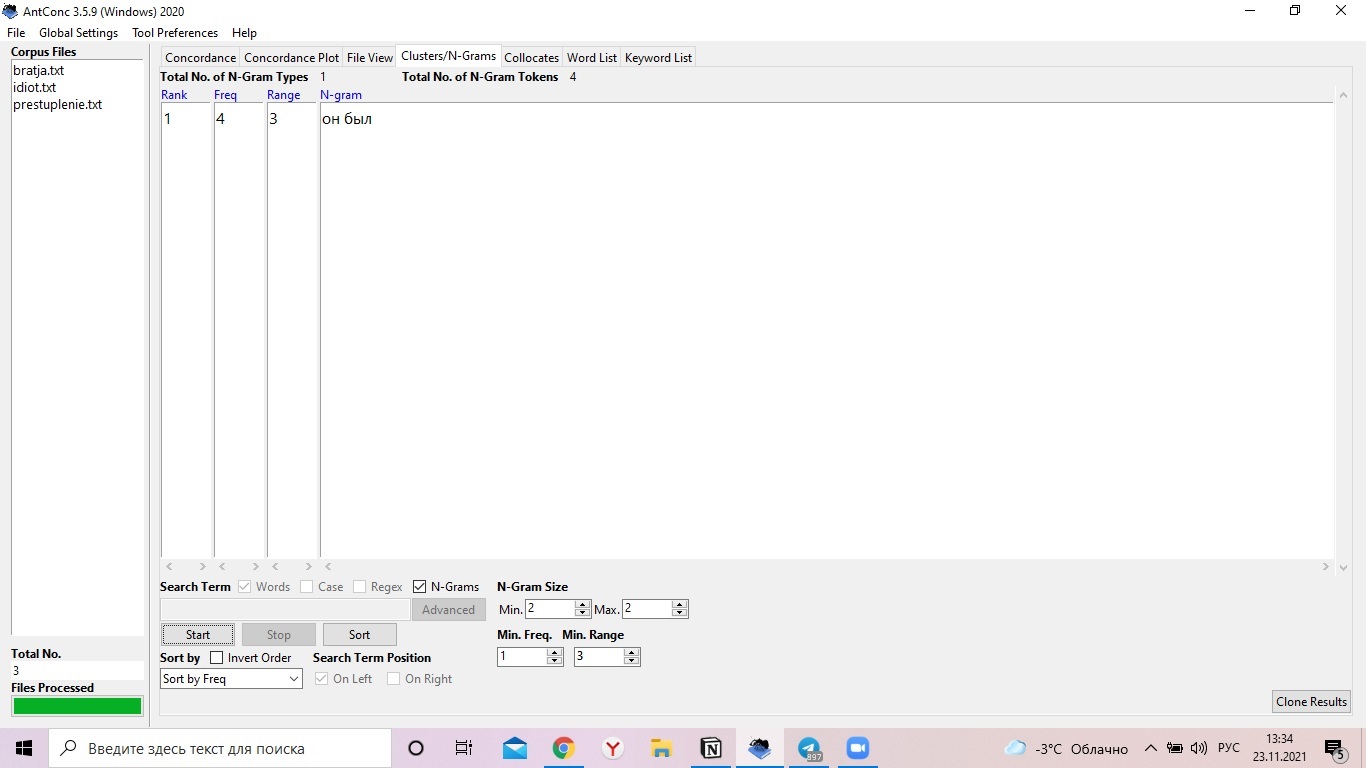 AntConc 3.5.9 (Windows) 2020
File Global Settings Tool Preferences Help
Corpus Files
bratja.txt
idiot.txt
prestuplenie.txt
Total No.
3
Files Processed
Concordance Concordance Plot File View Clusters/N-Grams Collocates Word List Keyword List
Total No. of N-Gram Types 1 Total No. of N-Gram Tokens 4
Rank Freq Range N-gram
1 4 3 он был
Search Term Words Case Regex N-Grams N-Gram Size
Advanced Min. 2 Max. 2
Start Stop Sort Min. Freq. Min. Range
Sort by Invert Order Search Term Position 1 3
Sort by Freq On Left On Right
Clone Results
Введите здесь текст для поиска
897
-3°C Облачно
РУС
13:34
23.11.2021
5